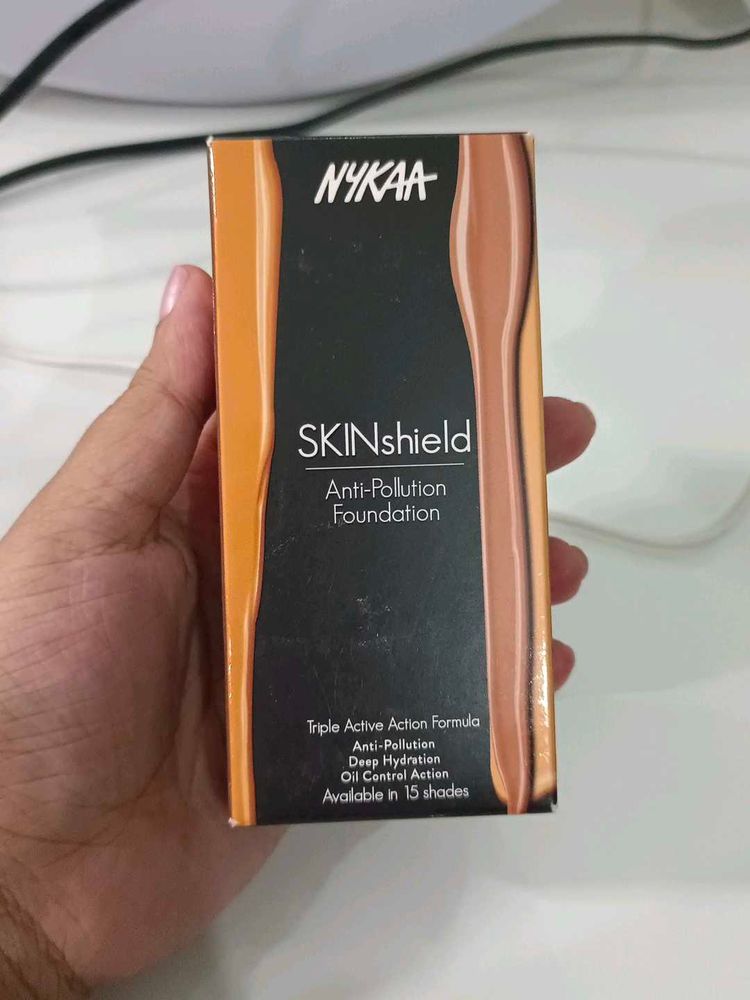 NYKAA
SKINshield
Anti-Pollution
Foundation
Triple Active Action Formula
Anti-Pollution
Deep Hydration
Oil Control Action
Available in 15 shades